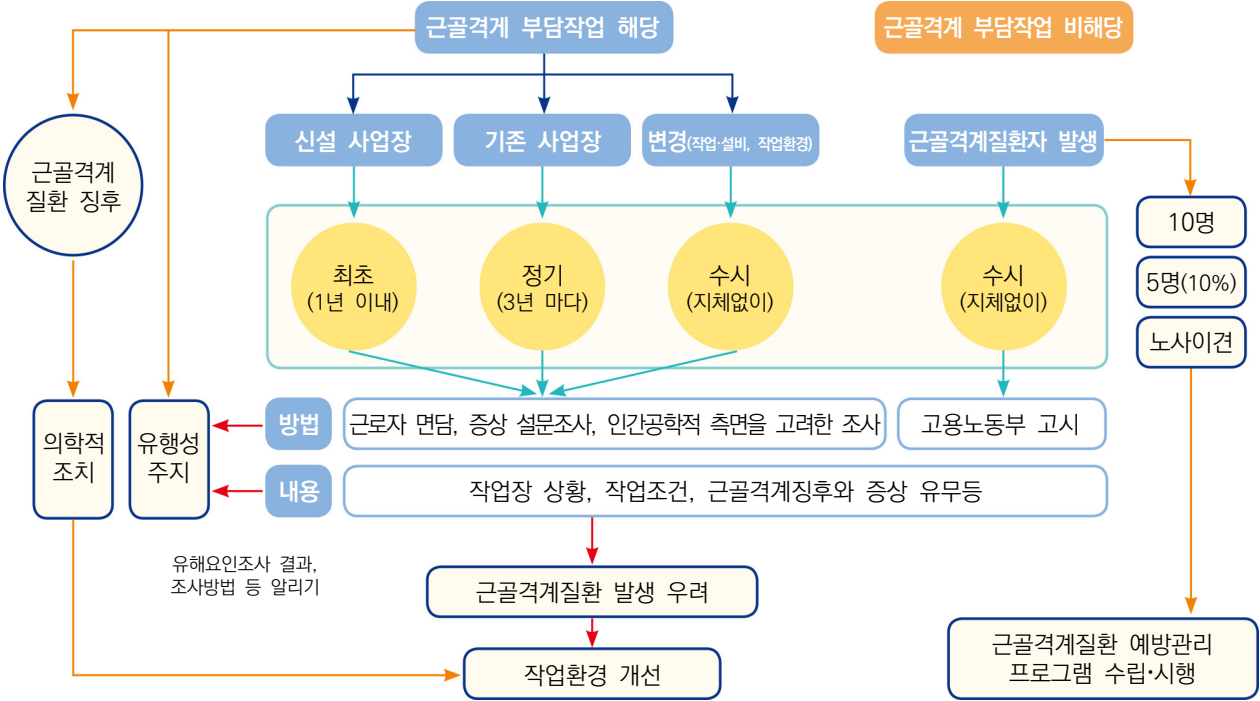 근골격게 부담작업 해당
근골격계 부담작업 비해당
신설 사업장
기존 사업장
변경(작업·설비, 작업환경)
근골격계질환자 발생
근골격계
질환 징후
10명
5명(10%)
노사이견
최초
(1년 이내)
정기
(3년 마다)
수시
(지체없이)
수시
(지체없이)
의학적
조치
유행성
주지
방법
근로자 면담, 증상 설문조사, 인간공학적 측면을 고려한 조사
고용노동부 고시
내용
작업장 상황, 작업조건, 근골격계징후와 증상 유무등
유해요인조사 결과,
조사방법 등 알리기
근골격계질환 발생 우려
작업환경 개선
근골격계질환 예방관리
프로그램 수립·시행